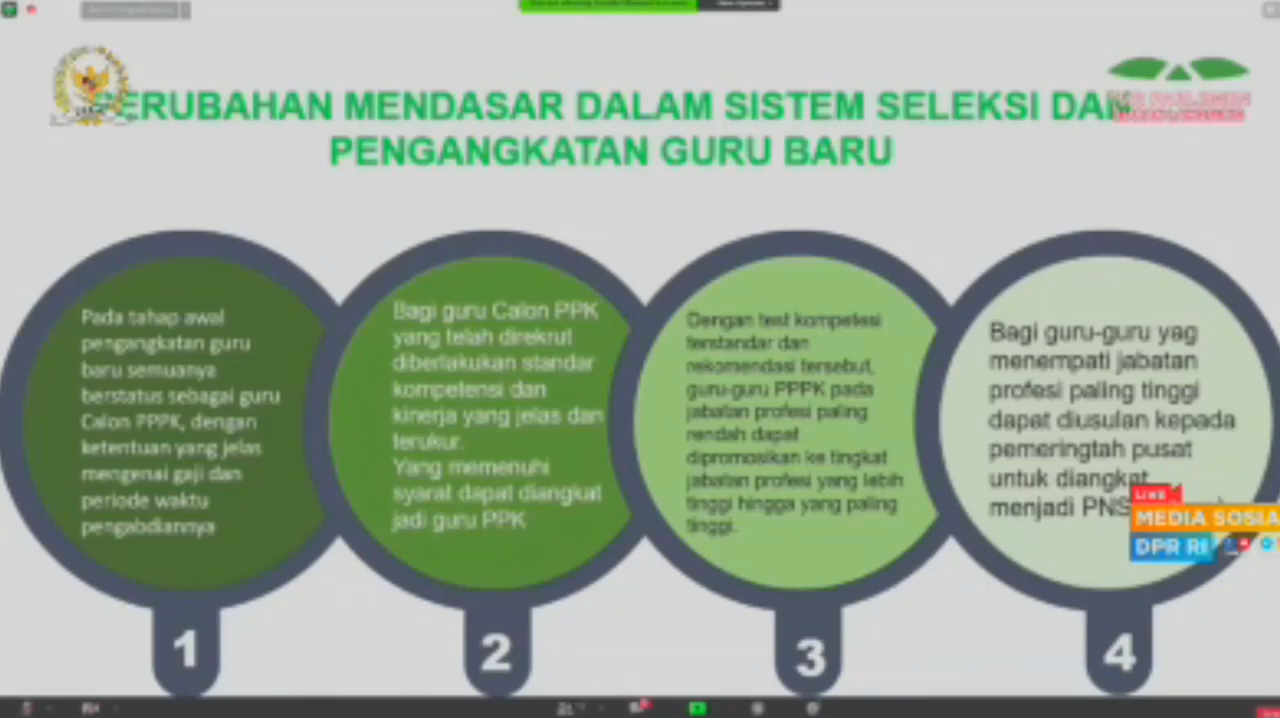 PERUBAHAN MENDASAR DALAM SISTEM SELEKSI DAN
PENGANGKATAN GURU BARU
Pada tahap awal
pengangkatan guru
baru semuanya
berstatus sebagai guru
Calon PPPK, dengan
ketentuan yang jelas
mengenai gaji dan
periode waktu
pengabdiannya
1
Bagi guru Calon PPK
yang telah direkrut
diberlakukan standar
kompetensi dan
kinerja yang jelas dan
terukur.
Yang memenuhi
syarat dapat diangkat
jadi guru PPK
2
Dengan test kompetesi
terstandar dan
rekomendasi tersebut,
guru-guru PPPK pada
jabatan profesi paling
rendah dapat
dipromosikan ke tingkat
jabatan profesi yang lebih
tinggi hingga yang paling
tinggi.
3
Bagi guru-guru yag
menempati jabatan
profesi paling tinggi
dapat diusulan kepada
pemeringtah pusat
untuk diangkat
menjadi PNS
4
LIVE
MEDIA SOSIA
DPR RI